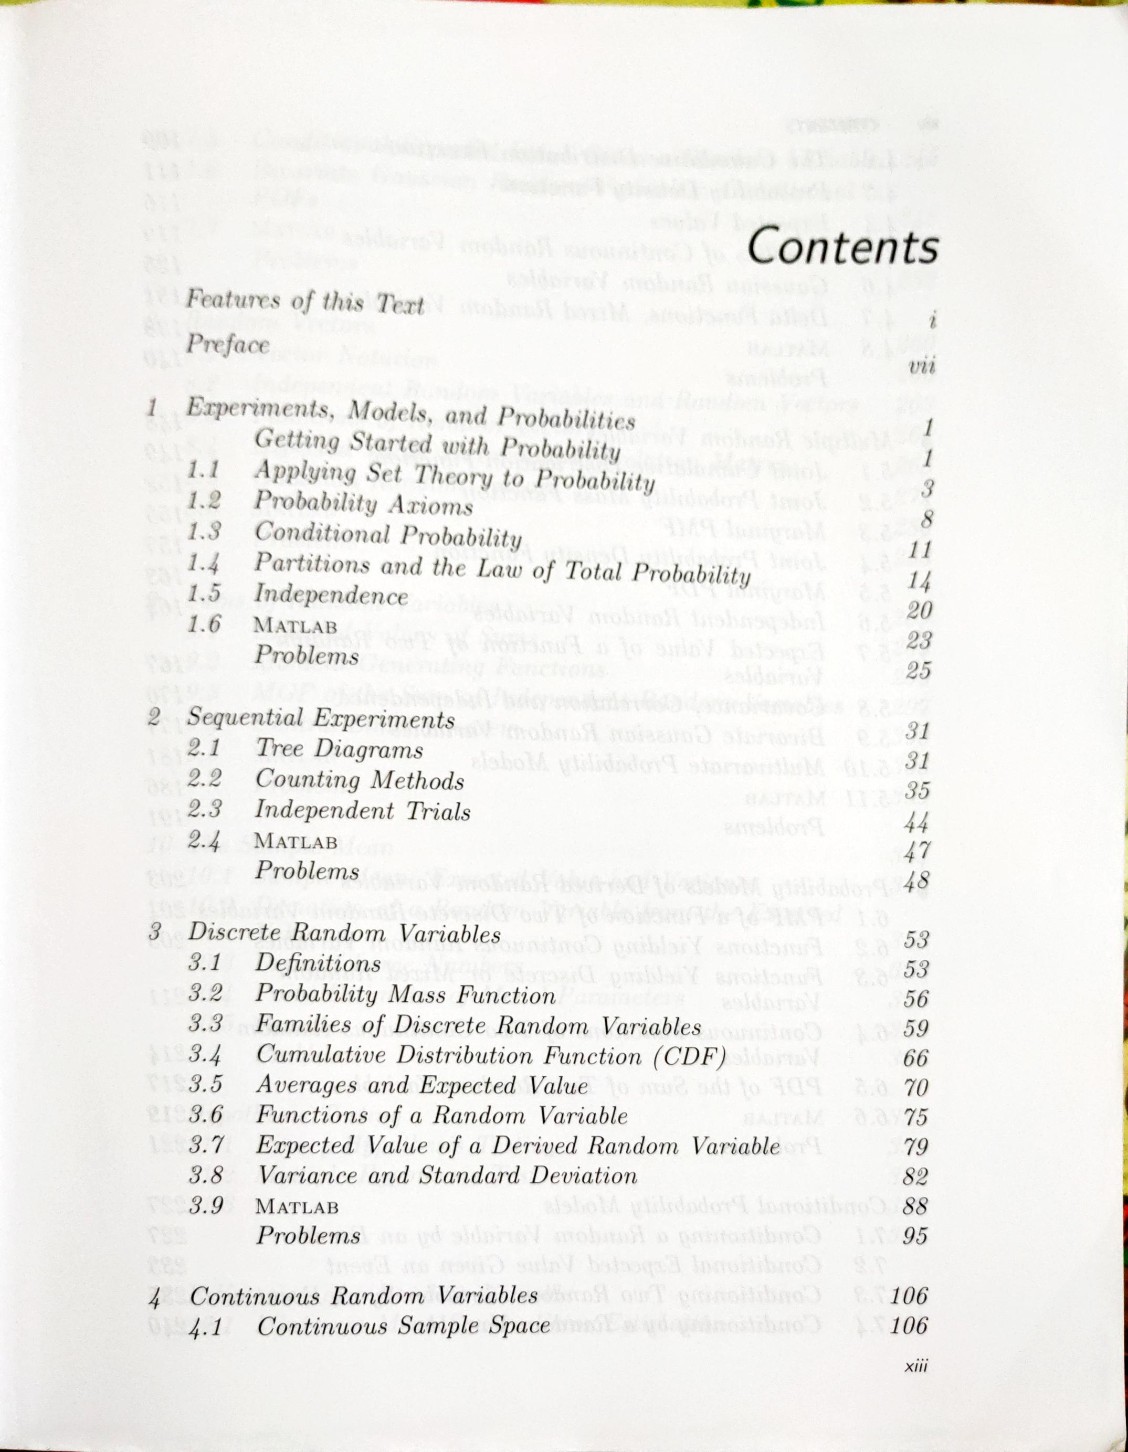 Contents
Features of this Text i
Preface vii
1 Experiments, Models, and Probabilities 1
Getting Started with Probability 1
1.1 Applying Set Theory to Probability 3
1.2 Probability Axioms 8
1.3 Conditional Probability 11
1.4 Partitions and the Law of Total Probability 14
1.5 Independence 20
1.6 MATLAB 23
Problems 25
2 Sequential Experiments 31
2.1 Tree Diagrams 31
2.2 Counting Methods 35
2.3 Independent Trials 44
2.4 MATLAB 47
Problems 48
3 Discrete Random Variables 53
3.1 Definitions 53
3.2 Probability Mass Function 56
3.3 Families of Discrete Random Variables 59
3.4 Cumulative Distribution Function (CDF) 66
3.5 Averages and Expected Value 70
3.6 Functions of a Random Variable 75
3.7 Expected Value of a Derived Random Variable 79
3.8 Variance and Standard Deviation 82
3.9 MATLAB 88
Problems 95
4 Continuous Random Variables 106
4.1 Continuous Sample Space 106
xiii